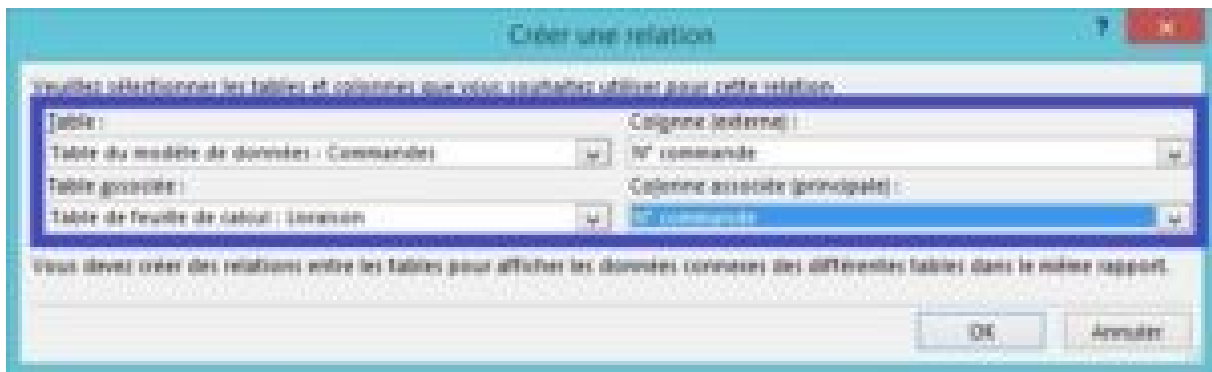 Créer une relation
Veuillez sélectionner les tables et colonnes que vous souhaitez utiliser pour cette relation.
Table : Colonne (externe) :
Table du modèle de données : Commandes N° commande
Table associée : Colonne associée (principale) :
Table de feuille de calcul : Livraison N° commande
Vous devez créer des relations entre les tables pour afficher les données connexes des différentes tables dans le même rapport.
OK Annuler